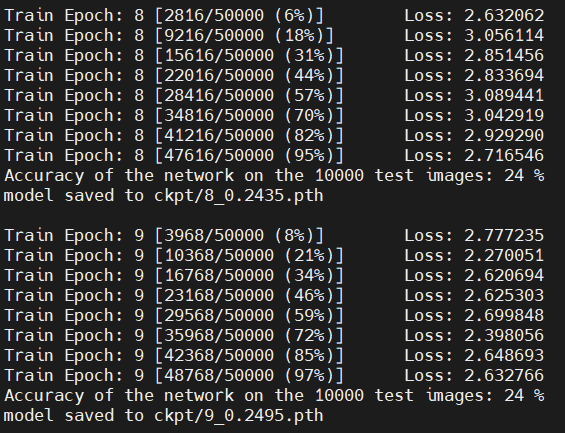 Train Epoch: 8 [2816/50000 (6%)] Loss: 2.632062
Train Epoch: 8 [9216/50000 (18%)] Loss: 3.056114
Train Epoch: 8 [15616/50000 (31%)] Loss: 2.851456
Train Epoch: 8 [22016/50000 (44%)] Loss: 2.833694
Train Epoch: 8 [28416/50000 (57%)] Loss: 3.089441
Train Epoch: 8 [34816/50000 (70%)] Loss: 3.042919
Train Epoch: 8 [41216/50000 (82%)] Loss: 2.929290
Train Epoch: 8 [47616/50000 (95%)] Loss: 2.716546
Accuracy of the network on the 10000 test images: 24 %
model saved to ckpt/8_0.2435.pth
Train Epoch: 9 [3968/50000 (8%)] Loss: 2.777235
Train Epoch: 9 [10368/50000 (21%)] Loss: 2.270051
Train Epoch: 9 [16768/50000 (34%)] Loss: 2.620694
Train Epoch: 9 [23168/50000 (46%)] Loss: 2.625303
Train Epoch: 9 [29568/50000 (59%)] Loss: 2.699848
Train Epoch: 9 [35968/50000 (72%)] Loss: 2.398056
Train Epoch: 9 [42368/50000 (85%)] Loss: 2.648693
Train Epoch: 9 [48768/50000 (97%)] Loss: 2.632766
Accuracy of the network on the 10000 test images: 24 %
model saved to ckpt/9_0.2495.pth